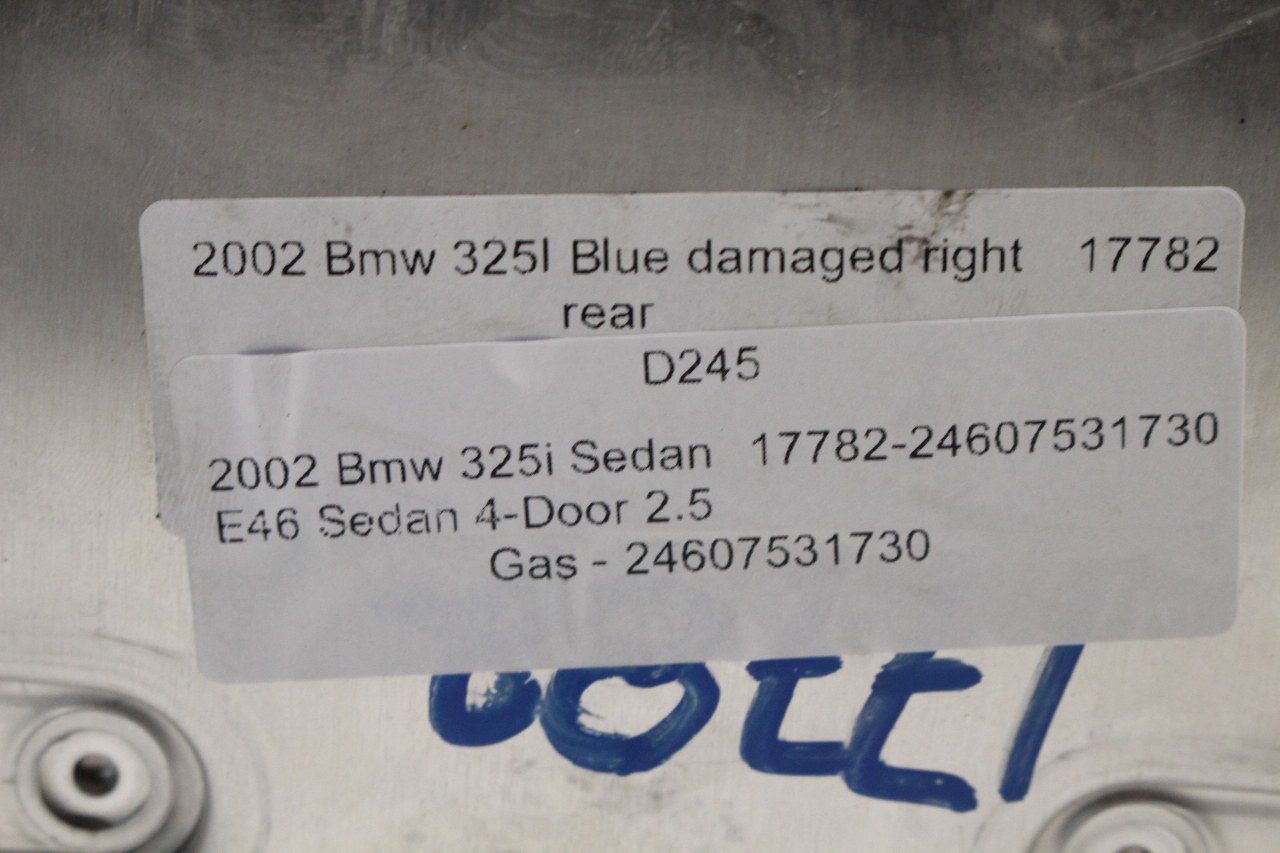 2002 Bmw 325I Blue damaged right 17782
rear
D245
2002 Bmw 325i Sedan 17782-24607531730
E46 Sedan 4-Door 2.5
Gas - 24607531730